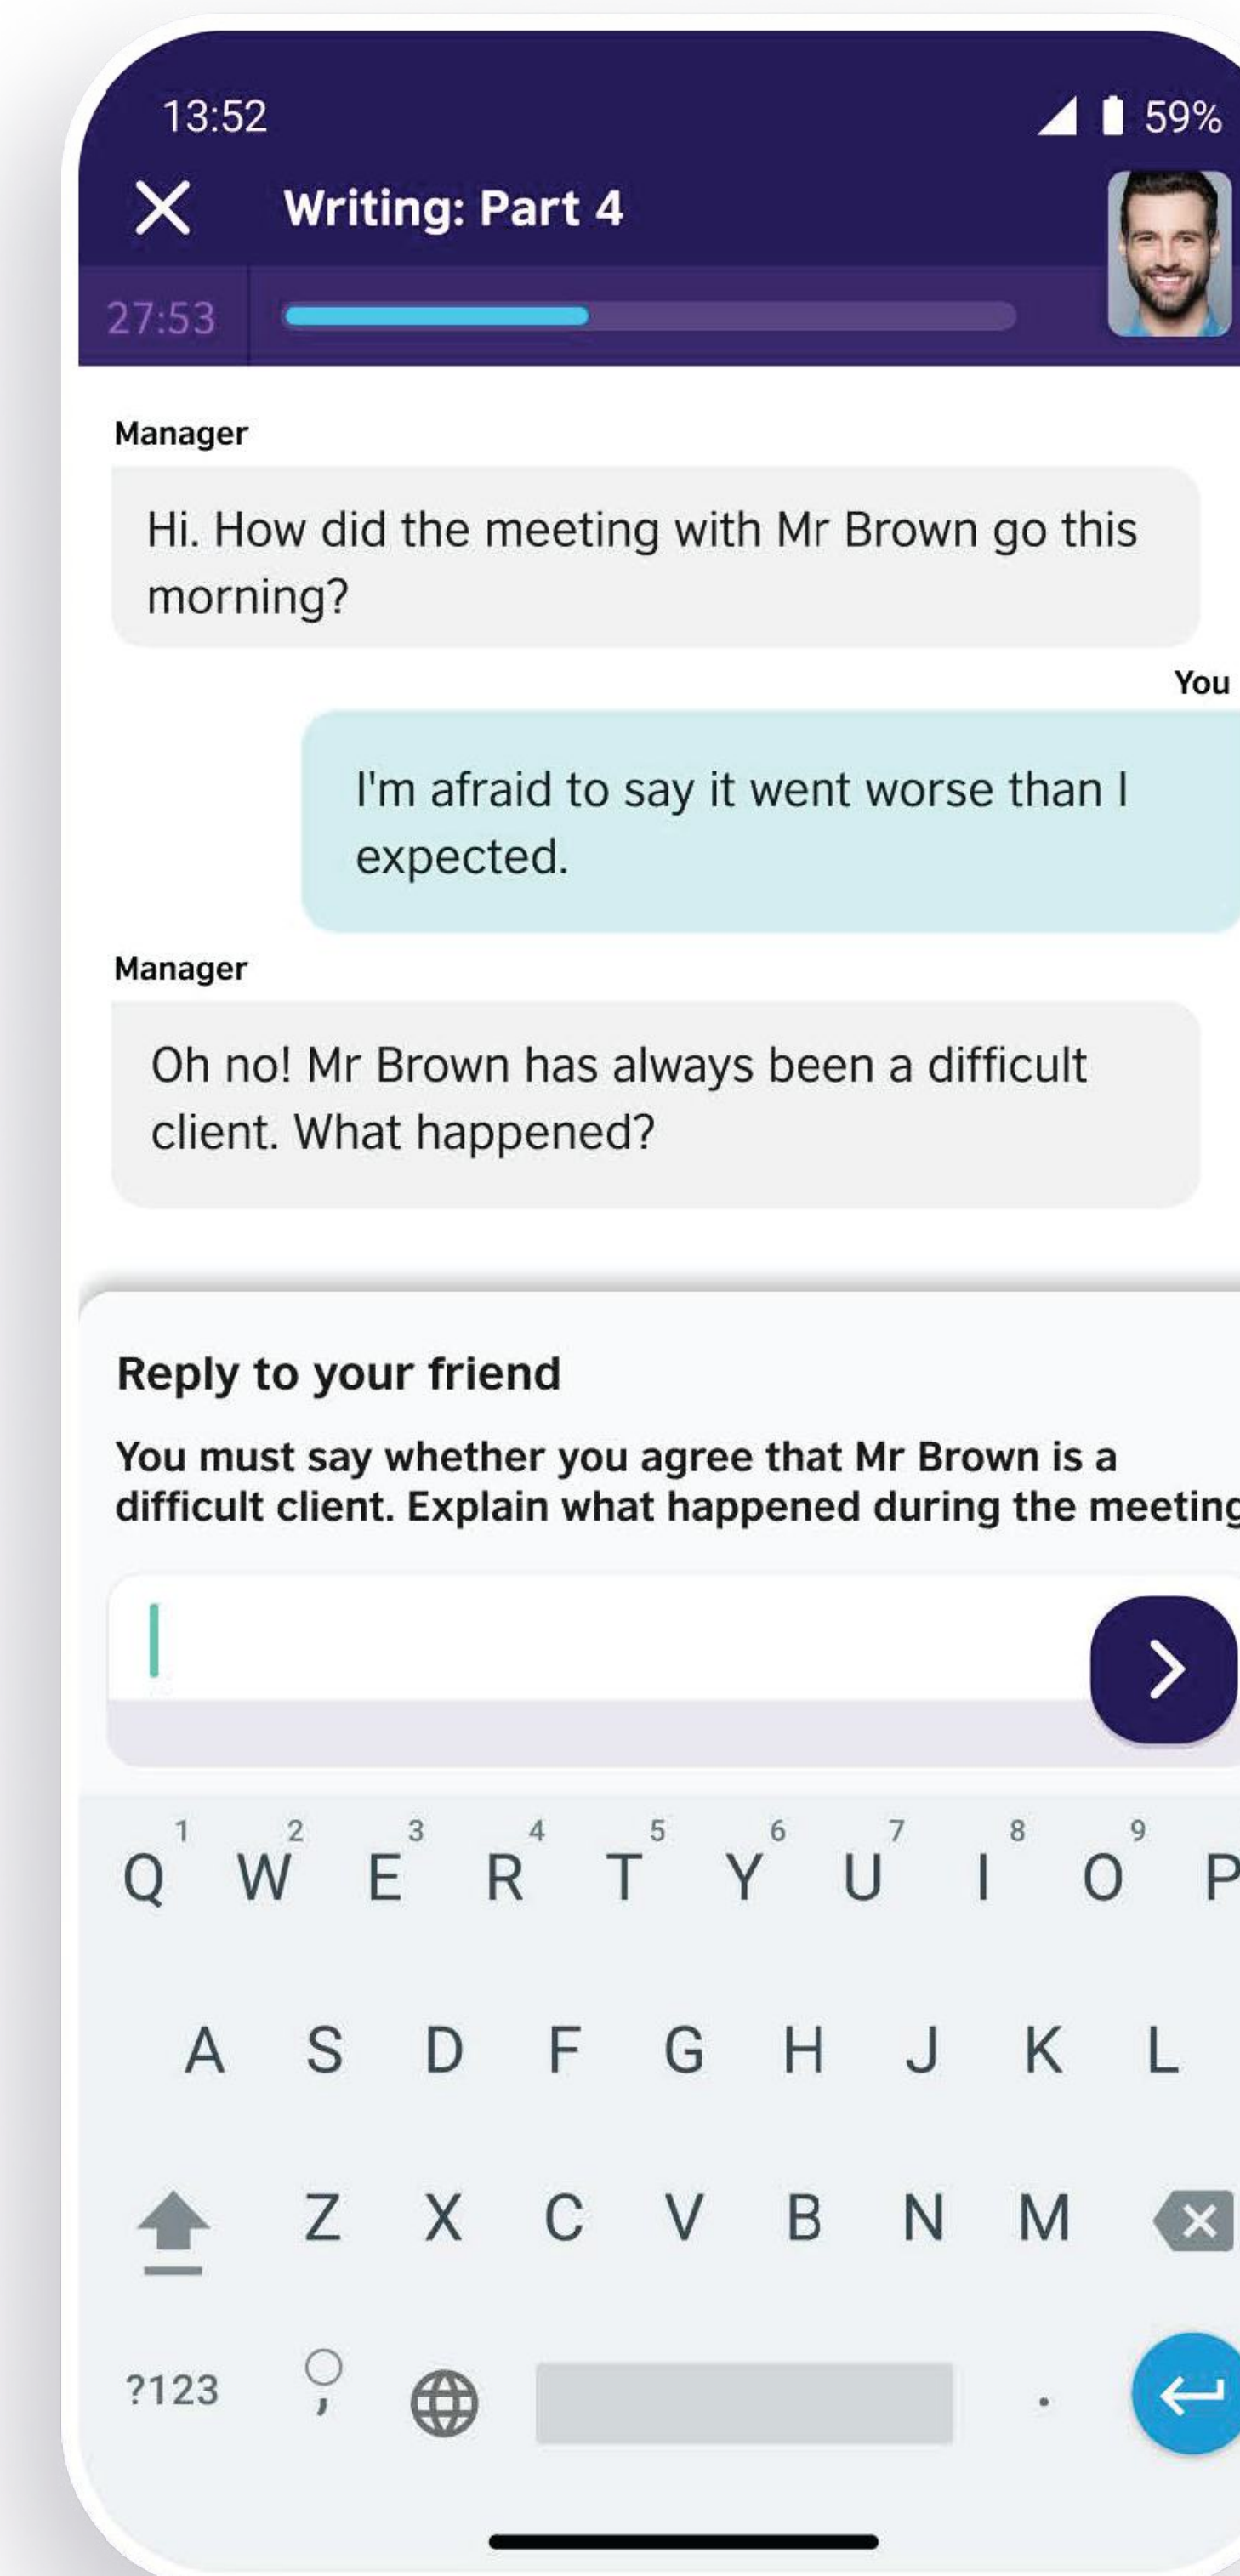 13:52
59%
Writing: Part 4
27:53
Manager
Hi. How did the meeting with Mr Brown go this
morning?
You
I'm afraid to say it went worse than I
expected.
Manager
Oh no! Mr Brown has always been a difficult
client. What happened?
Reply to your friend
You must say whether you agree that Mr Brown is a
difficult client. Explain what happened during the meeting
1 2 3 4 5 6 7 8 9
Q W E R T Y U I O P
A S D F G H J K L
Z X C V B N M
?123 , .